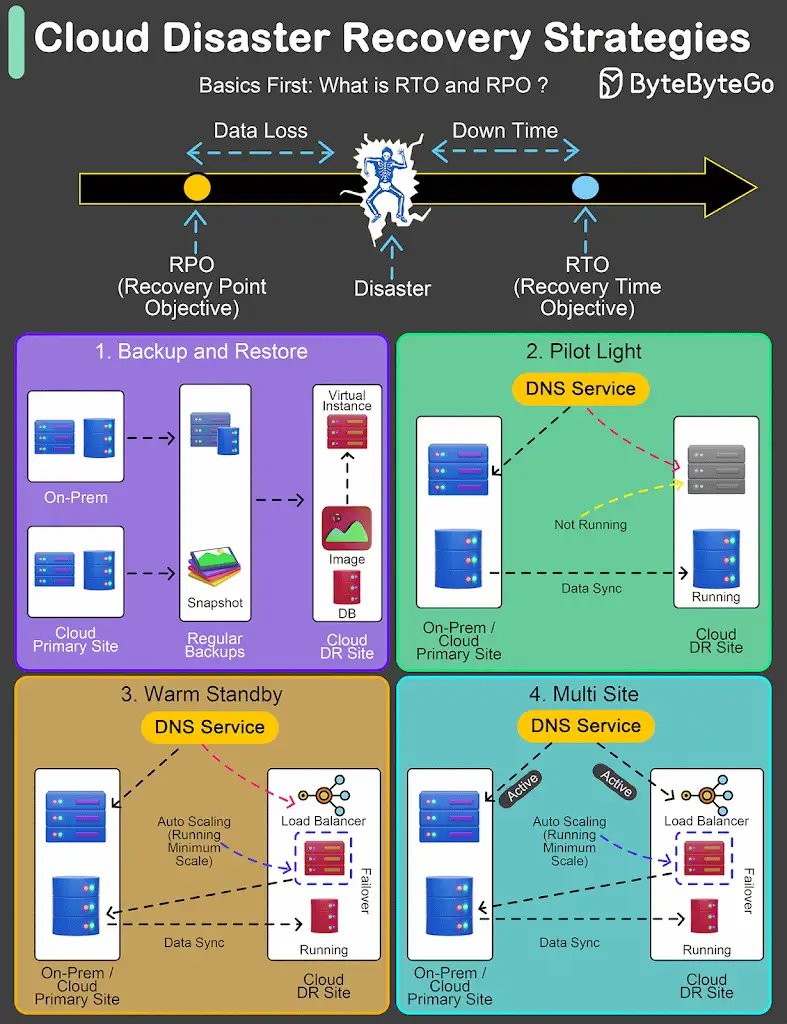 Cloud Disaster Recovery Strategies
Basics First: What is RTO and RPO ?
ByteByteGo
Data Loss
Down Time
RPO
(Recovery Point
Objective)
Disaster
RTO
(Recovery Time
Objective)
1. Backup and Restore
On-Prem
Cloud
Primary Site
Snapshot
Regular
Backups
Virtual
Instance
Image
DB
Cloud
DR Site
2. Pilot Light
DNS Service
Not Running
Data Sync
Running
On-Prem /
Cloud
Primary Site
Cloud
DR Site
3. Warm Standby
DNS Service
Auto Scaling
(Running
Minimum
Scale)
Load Balancer
Failover
Data Sync
Running
On-Prem /
Cloud
Primary Site
Cloud
DR Site
4. Multi Site
DNS Service
Active
Active
Auto Scaling
(Running
Minimum
Scale)
Load Balancer
Failover
Data Sync
Running
On-Prem /
Cloud
Primary Site
Cloud
DR Site